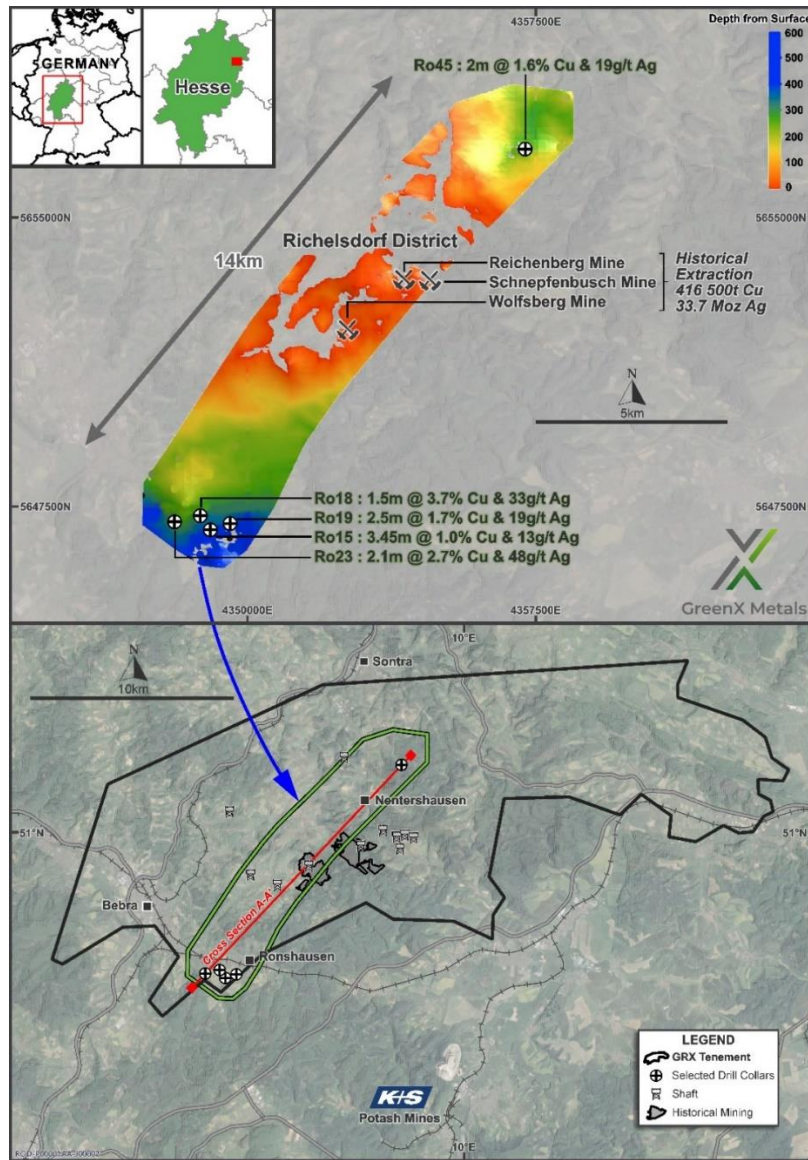 4357500
Depth from Surface
600
500
400
300
200
100
0
GERMANY
Hesse
Ro45 : 2m @ 1.6% Cu & 19g/t Ag
5655000N
5655000N
14km
Richelsdorf District
Reichenberg Mine
Schnepfenbusch Mine
Wolfsberg Mine
Historical
Extraction
416 500t Cu
33.7 Moz Ag
N
5km
5647500N
5647500N
Ro18 : 1.5m @ 3.7% Cu & 33g/t Ag
Ro19 : 2.5m @ 1.7% Cu & 19g/t Ag
Ro15 : 3.45m @ 1.0% Cu & 13g/t Ag
Ro23 : 2.1m @ 2.7% Cu & 48g/t Ag
GreenX Metals
4350000E
4357500E
10°E
N
10km
Sontra
Nentershausen
51°N
51°N
Bebra
Cross Section A-A'
Ronshausen
K+S
Potash Mines
LEGEND
GRX Tenement
Selected Drill Collars
Shaft
Historical Mining
10°E